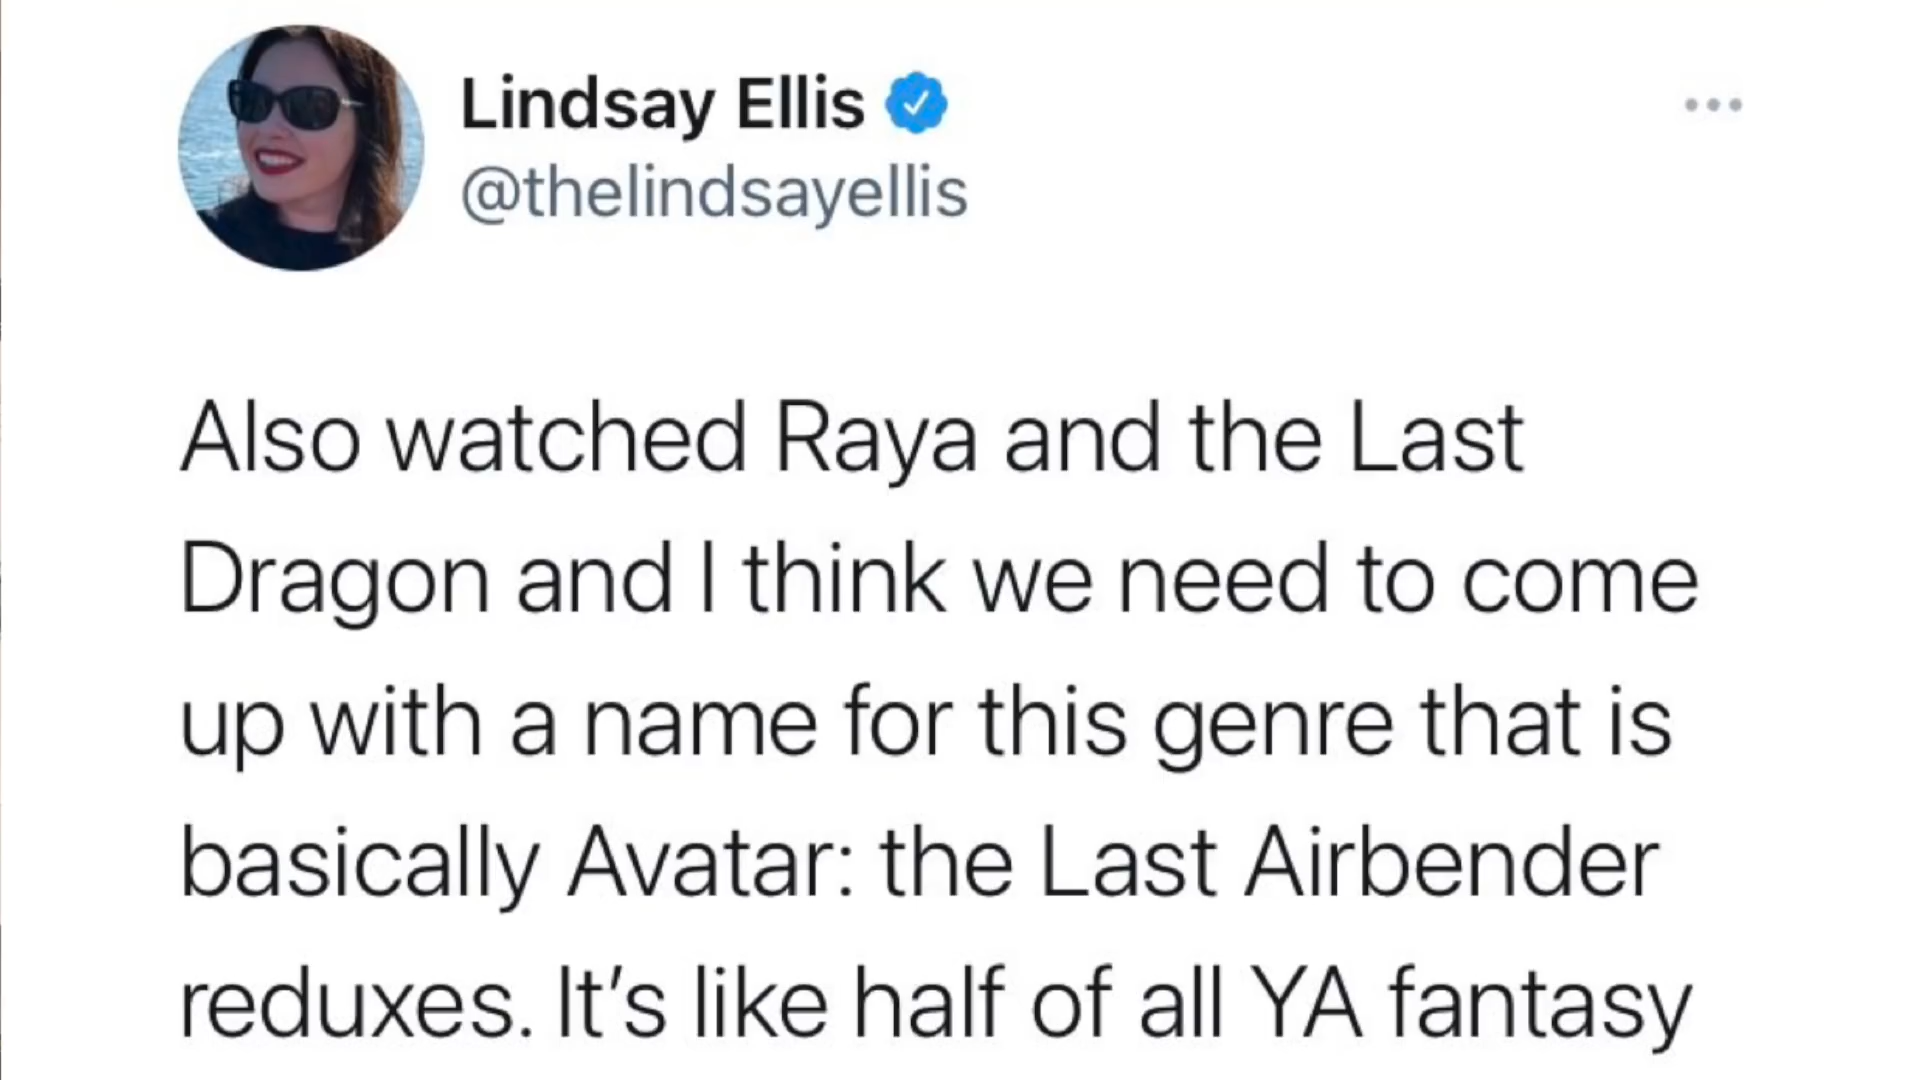 Lindsay Ellis
@thelindsayellis
Also watched Raya and the Last
Dragon and I think we need to come
up with a name for this genre that is
basically Avatar: the Last Airbender
reduxes. It’s like half of all YA fantasy